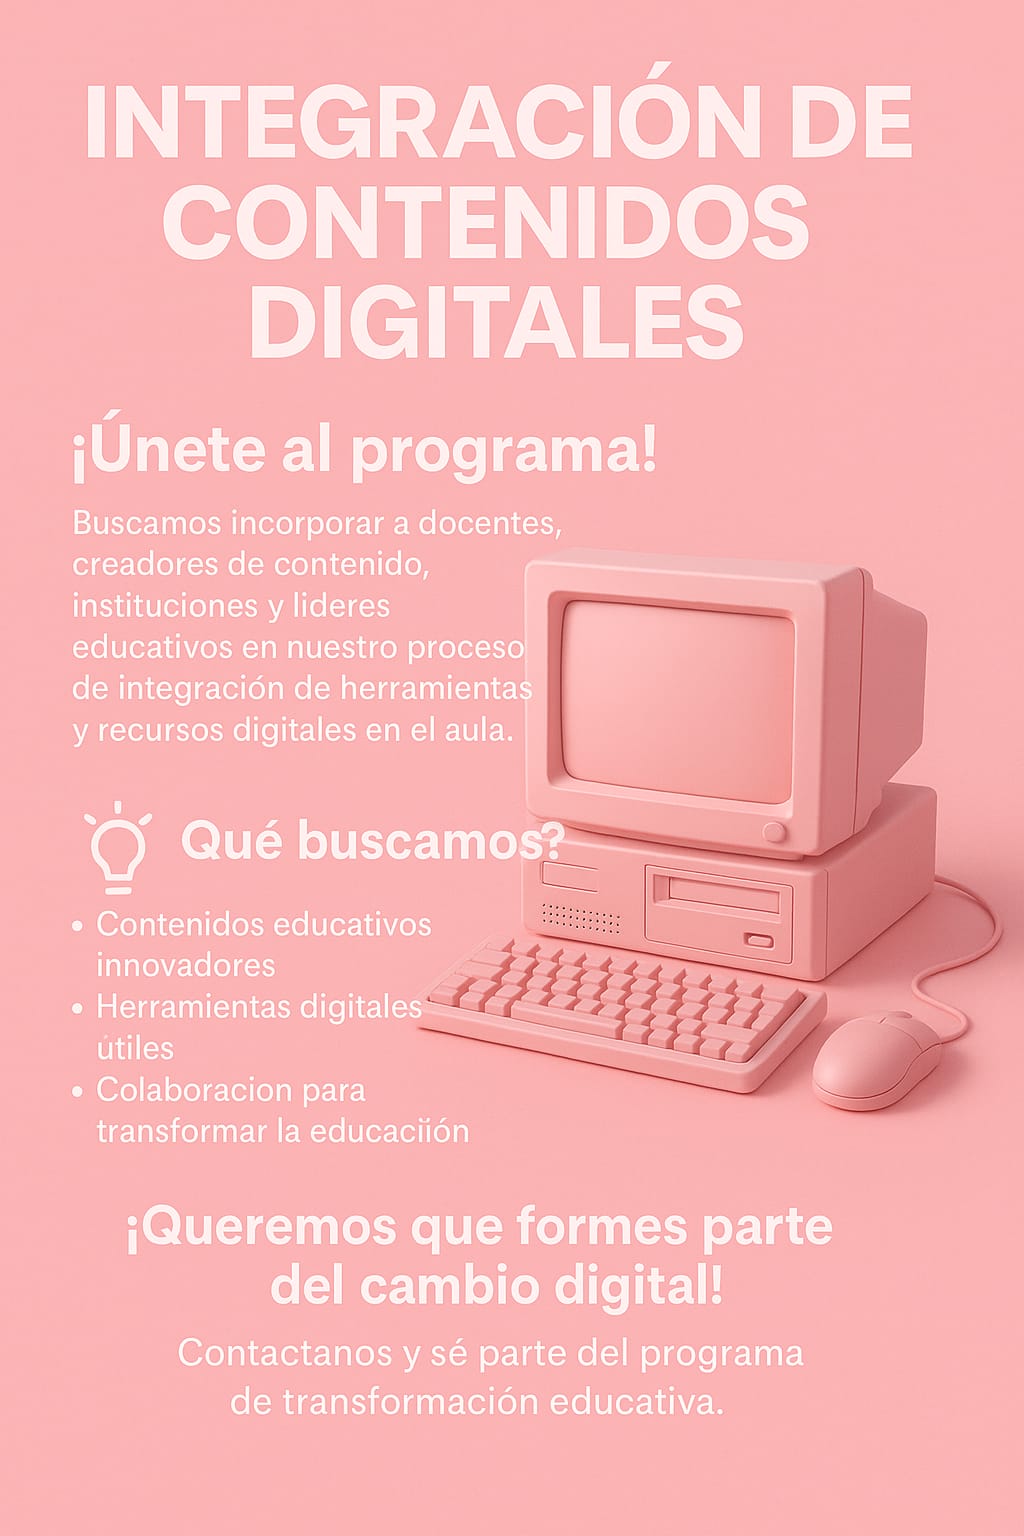 INTEGRACIÓN DE
CONTENIDOS
DIGITALES
¡Únete al programa!
Buscamos incorporar a docentes,
creadores de contenido,
instituciones y lideres
educativos en nuestro proceso
de integración de herramientas
y recursos digitales en el aula.
Qué buscamos?
• Contenidos educativos
innovadores
• Herramientas digitales
útiles
• Colaboracion para
transformar la educaciión
¡Queremos que formes parte
del cambio digital!
Contactanos y sé parte del programa
de transformación educativa.